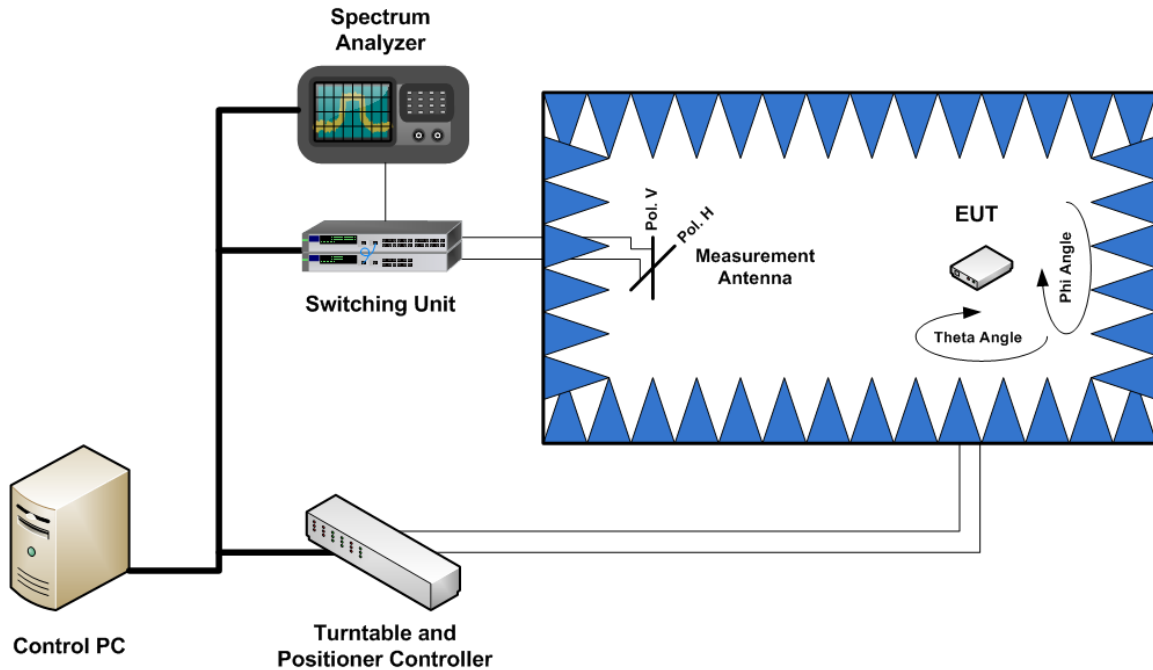 Spectrum
Analyzer
Pol. V
Pol. H
Measurement
Antenna
EUT
Phi Angle
Theta Angle
Switching Unit
Control PC
Turntable and
Positioner Controller